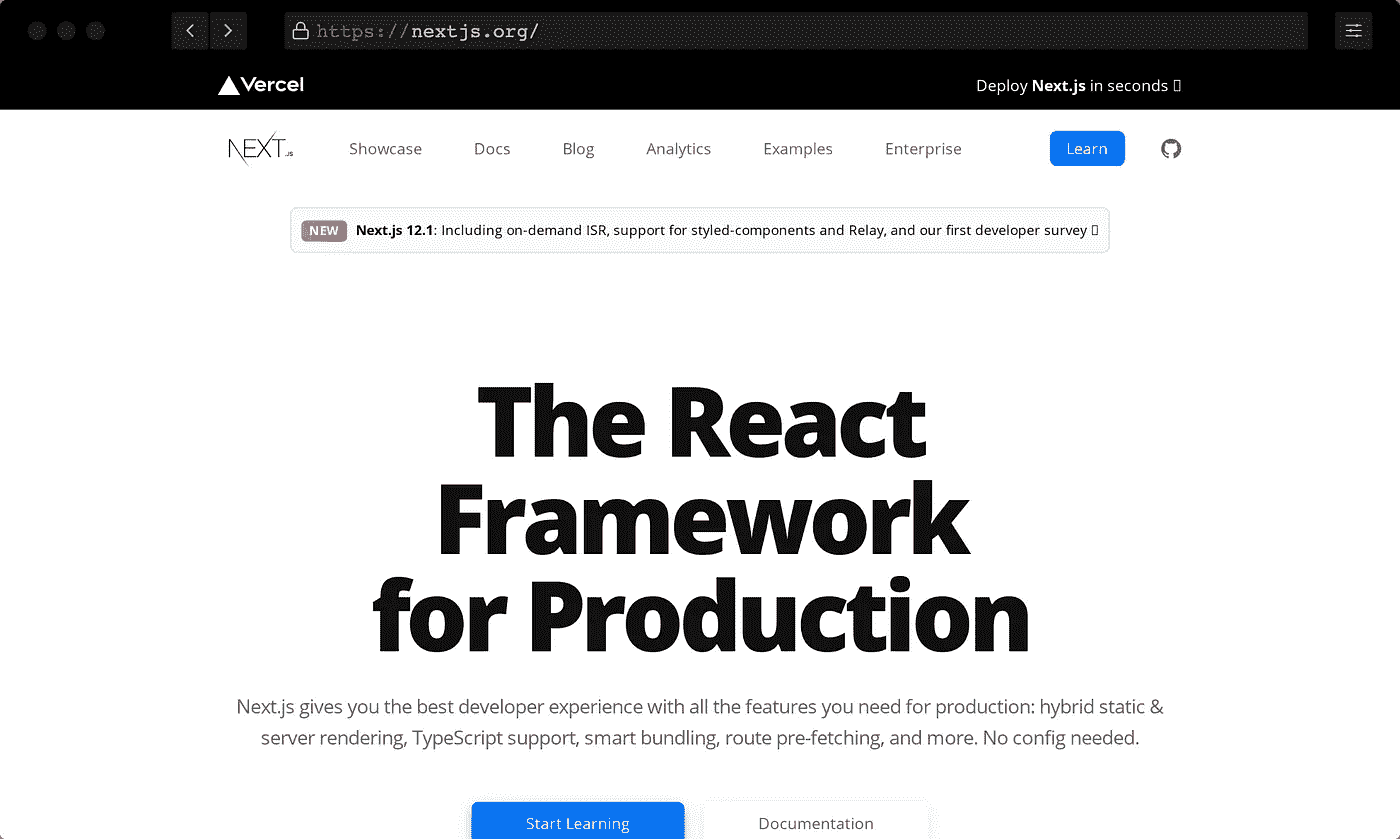 https://nextjs.org/
Vercel
Deploy Next.js in seconds
NEXT.JS
Showcase
Docs
Blog
Analytics
Examples
Enterprise
Learn
NEW Next.js 12.1: Including on-demand ISR, support for styled-components and Relay, and our first developer survey
The React
Framework
for Production
Next.js gives you the best developer experience with all the features you need for production: hybrid static &
server rendering, TypeScript support, smart bundling, route pre-fetching, and more. No config needed.
Start Learning
Documentation